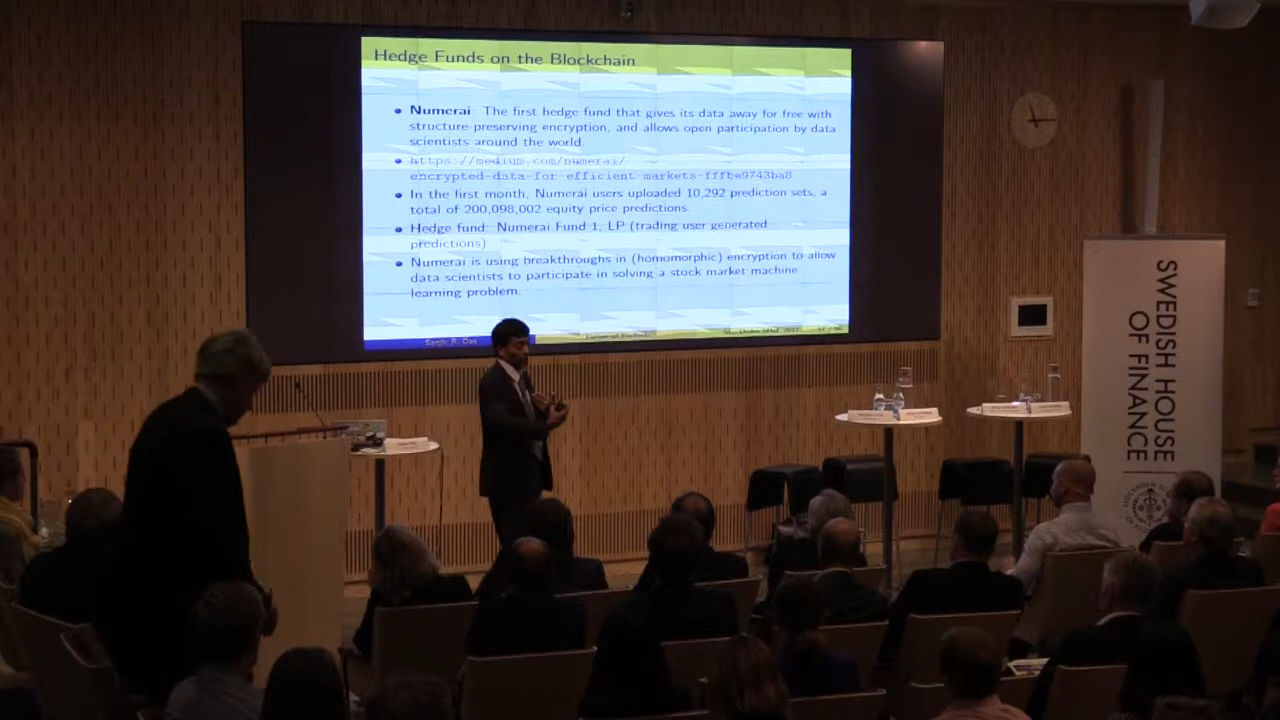 Hedge Funds on the Blockchain
Numerai: The first hedge fund that gives its data away for free with
structure-preserving encryption, and allows open participation by data
scientists around the world.
https://medium.com/numerai/
encrypted-data-for-efficient-markets-fffbe9743ba8
In the first month, Numerai users uploaded 10,292 prediction sets, a
total of 200,098,002 equity price predictions.
Hedge fund: Numerai Fund 1, LP (trading user generated
predictions)
Numerai is using breakthroughs in (homomorphic) encryption to allow
data scientists to participate in solving a stock market machine
learning problem.
Sanjiv R. Das
SWEDISH HOUSE
OF FINANCE